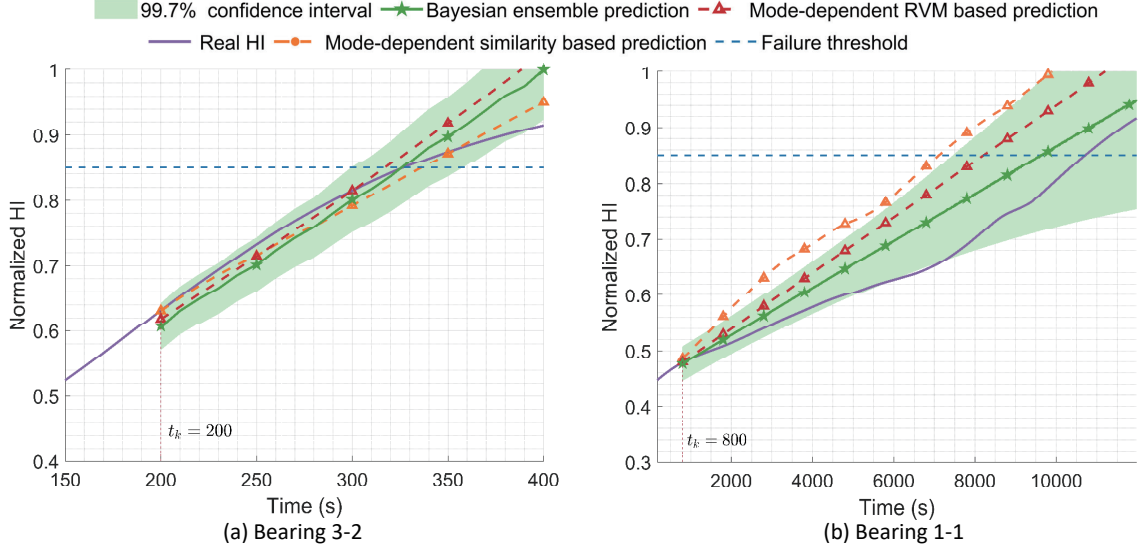 99.7% confidence interval Bayesian ensemble prediction Mode-dependent RVM based prediction
Real HI Mode-dependent similarity based prediction Failure threshold
Normalized HI
1
0.9
0.8
0.7
0.6
0.5
0.4
t_k = 200
150 200 250 300 350 400
Time (s)
(a) Bearing 3-2
Normalized HI
1
0.9
0.8
0.7
0.6
0.5
0.4
0.3
t_k = 800
2000 4000 6000 8000 10000
Time (s)
(b) Bearing 1-1